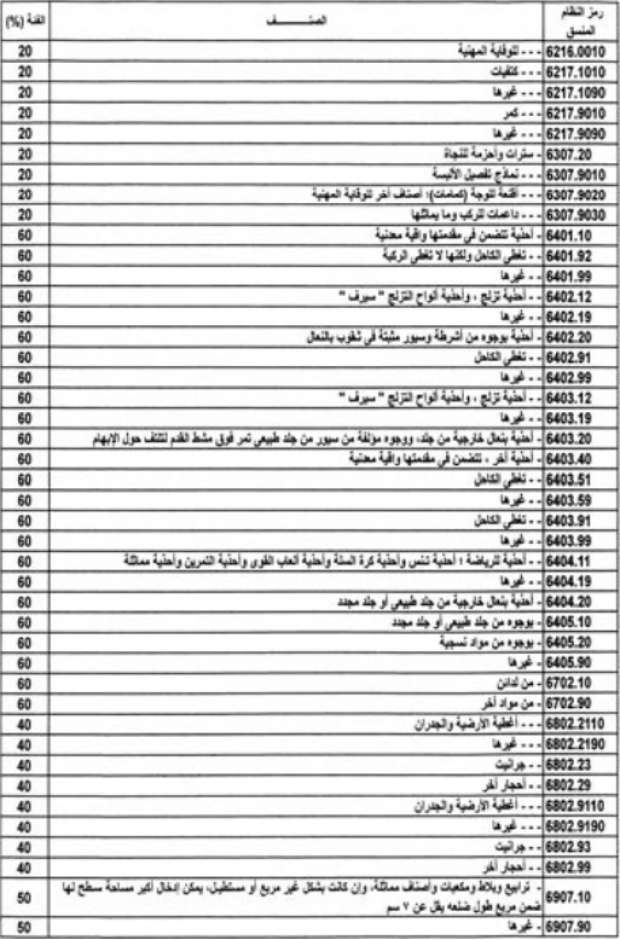 رمز النظام المنسق | الصنـــــــف | الفئة (%)
6216.0010 | - - - للوقاية المهنية | 20
6217.1010 | - - - كتفيات | 20
6217.1090 | - - - غيرها | 20
6217.9010 | - - - كمر | 20
6217.9090 | - - - غيرها | 20
6307.20 | - سترات وأحزمة للنجاة | 20
6307.9010 | - - - نماذج تفصيل الألبسة | 20
6307.9020 | - - - أقنعة للوجة (كمامات)؛ أصناف أخر للوقاية المهنية | 20
6307.9030 | - - - داعمات للركب وما يماثلها | 20
6401.10 | - أحذية تتضمن في مقدمتها واقية معدنية | 60
6401.92 | - - تغطي الكاحل ولكنها لا تغطي الركبة | 60
6401.99 | - - غيرها | 60
6402.12 | - - أحذية تزلج ، وأحذية ألواح التزلج " سيرف " | 60
6402.19 | - - غيرها | 60
6402.20 | - أحذية بوجوه من أشرطة وسيور مثبتة في ثقوب بالنعال | 60
6402.91 | - - تغطي الكاحل | 60
6402.99 | - - غيرها | 60
6403.12 | - - أحذية تزلج ، وأحذية ألواح التزلج " سيرف " | 60
6403.19 | - - غيرها | 60
6403.20 | - أحذية بنعال خارجية من جلد، ووجوه مؤلفة من سيور من جلد طبيعي تمر فوق مشط القدم لتلتف حول الإبهام | 60
6403.40 | - أحذية أخر ، تتضمن في مقدمتها واقية معدنية | 60
6403.51 | - - تغطي الكاحل | 60
6403.59 | - - غيرها | 60
6403.91 | - - تغطي الكاحل | 60
6403.99 | - - غيرها | 60
6404.11 | - - أحذية للرياضة ؛ أحذية تنس وأحذية كرة السلة وأحذية ألعاب القوى وأحذية التمرين وأحذية مماثلة | 60
6404.19 | - - غيرها | 60
6404.20 | - أحذية بنعال خارجية من جلد طبيعي أو جلد مجدد | 60
6405.10 | - بوجوه من جلد طبيعي أو جلد مجدد | 60
6405.20 | - بوجوه من مواد نسجية | 60
6405.90 | - غيرها | 60
6702.10 | - من لدائن | 60
6702.90 | - من مواد أخر | 60
6802.2110 | - - - أغطية الأرضية والجدران | 40
6802.2190 | - - - غيرها | 40
6802.23 | - - جرانيت | 40
6802.29 | - - أحجار أخر | 40
6802.9110 | - - - أغطية الأرضية والجدران | 40
6802.9190 | - - - غيرها | 40
6802.93 | - - جرانيت | 40
6802.99 | - - أحجار أخر | 40
6907.10 | - ترابيع وبلاط ومكعبات وأصناف مماثلة، وإن كانت بشكل غير مربع أو مستطيل، يمكن إدخال أكبر مساحة سطح لها
ضمن مربع طول ضلعه يقل عن ٧ سم | 50
6907.90 | - غيرها | 50